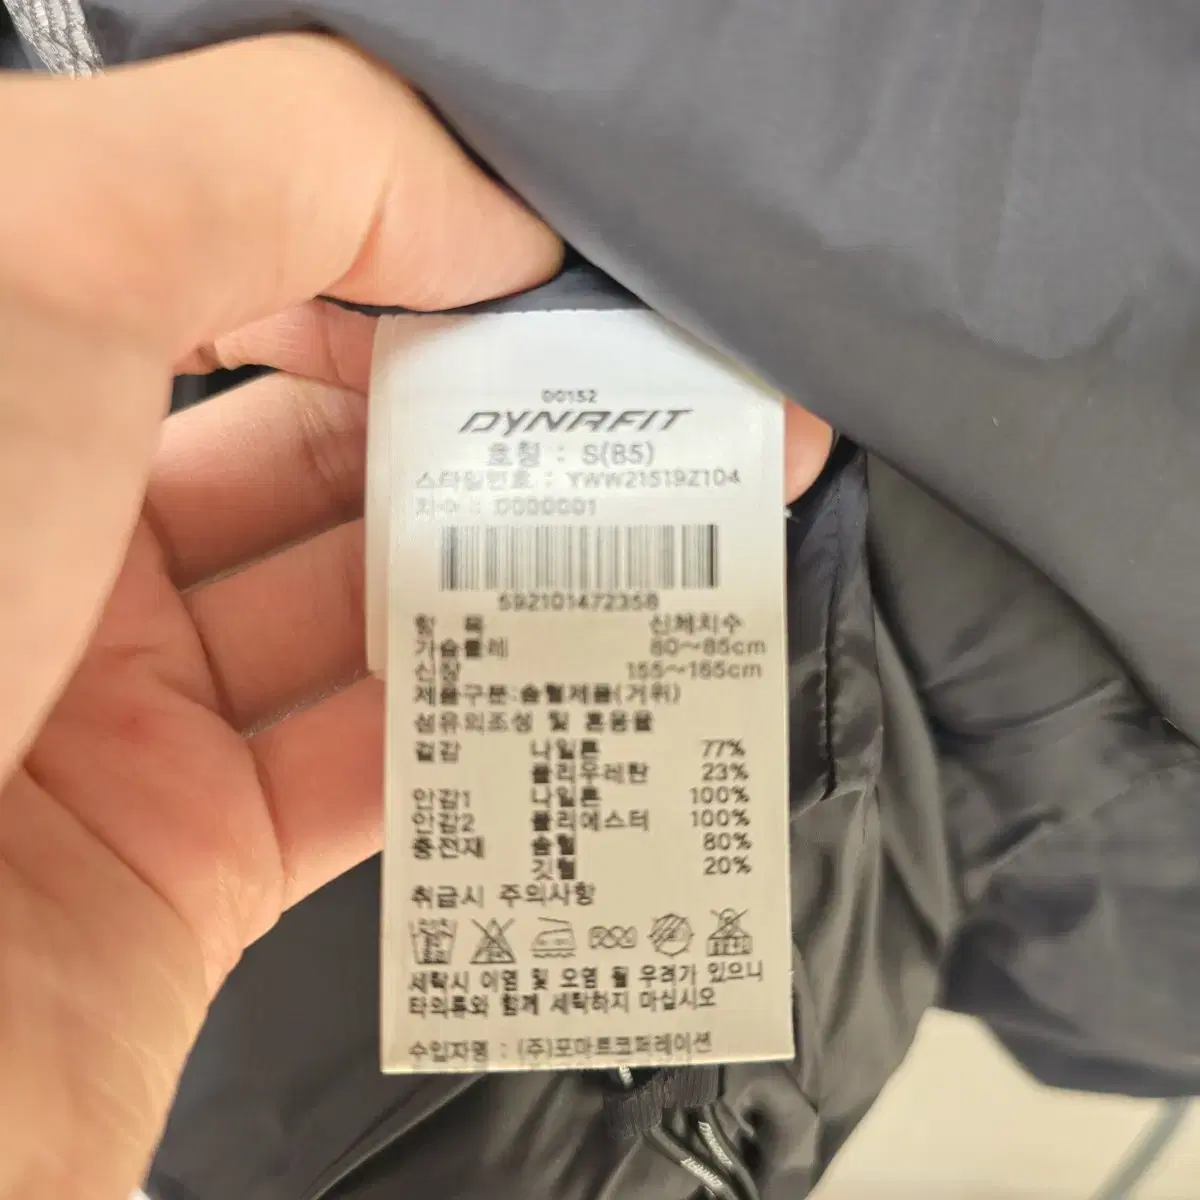 D0152
DYNAFIT
호칭 : S(85)
스타일번호 : YWW21519Z104
D000001
592101472358
항 목 신체치수
가슴둘레 80~85cm
신장 155~165cm
제품구분:솜털제품(거위)
섬유의조성 및 혼용율
겉감 나일론 77%
폴리우레탄 23%
안감1 나일론 100%
안감2 폴리에스터 100%
충전재 솜털 80%
깃털 20%
취급시 주의사항
세탁시 이염 및 오염 될 우려가 있으니
타의류와 함께 세탁하지 마십시오
수입자명 : (주)포마트코퍼레이션
DYNAFIT
DYNAFIT